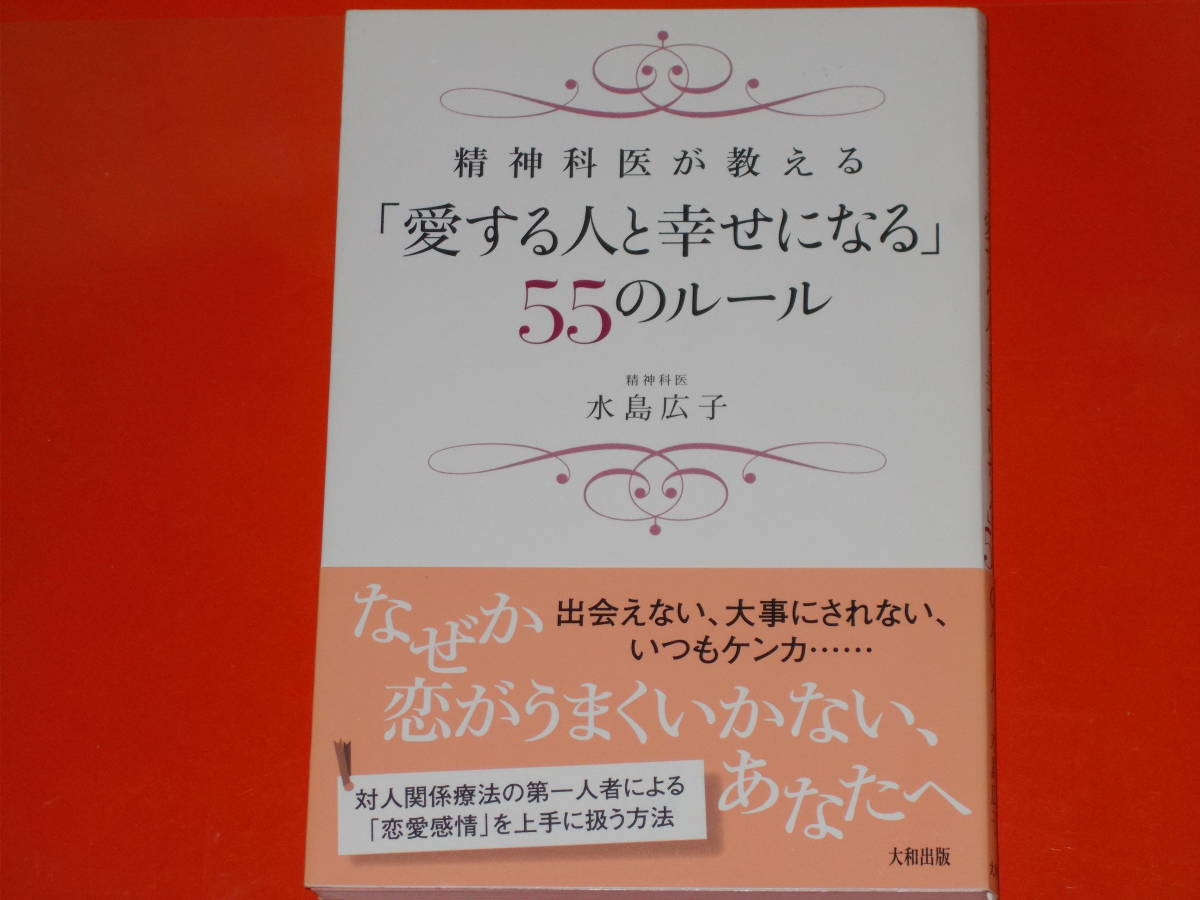 精神科医が教える
「愛する人と幸せになる」
55のルール
精神科医
水島広子
なぜか
出会えない、大事にされない、
いつもケンカ……
恋がうまくいかない、
あなたへ
対人関係療法の第一人者による
「恋愛感情」を上手に扱う方法
大和出版